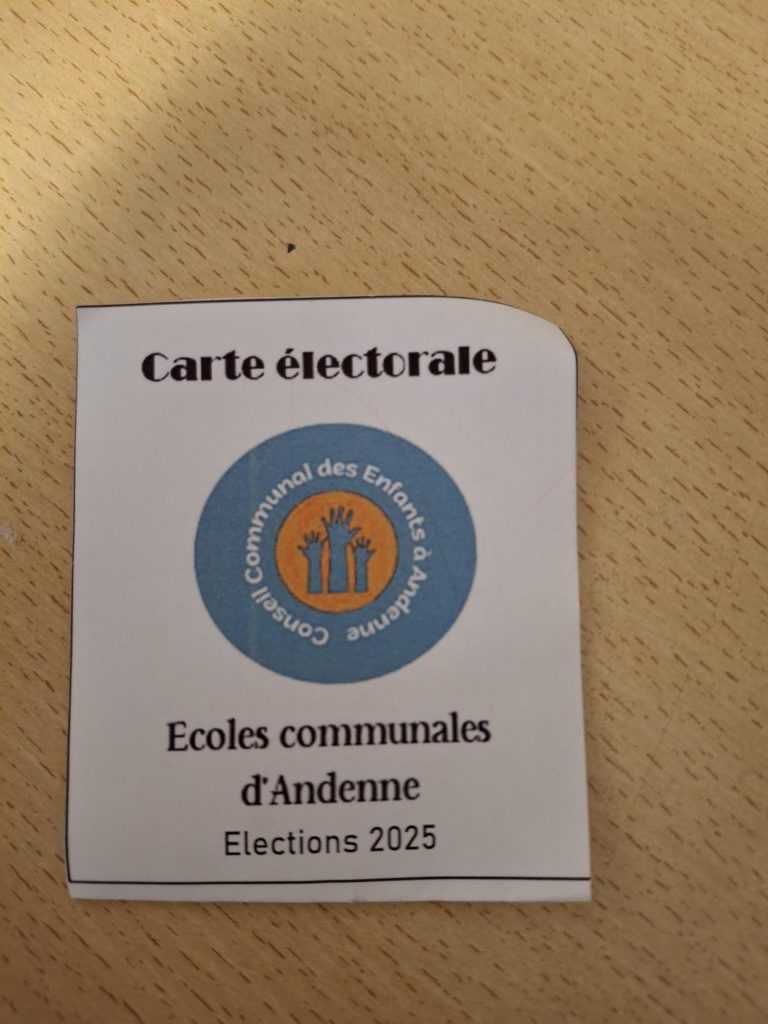 Carte électorale
Conseil Communal des Enfants à Andenne
Ecoles communales
d'Andenne
Elections 2025